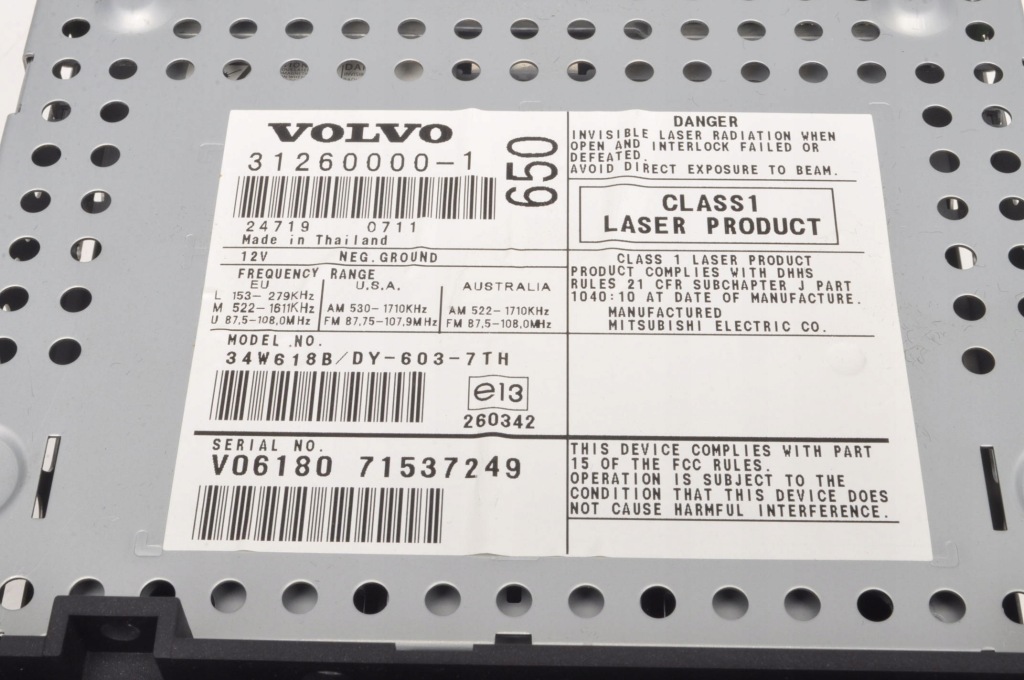 VOLVO
31260000-1
650
24719 0711
Made in Thailand
12V NEG. GROUND
FREQUENCY RANGE
EU
L 153-279KHz
M 522-1611KHz
U 87,5-108,0MHz
U.S.A.
AM 530-1710KHz
FM 87,75-107,9MHz
AUSTRALIA
AM 522-1710KHz
FM 87,5-108,0MHz
MODEL .NO.
34W618B/DY-603-7TH
e13
260342
SERIAL NO.
V06180 71537249
DANGER
INVISIBLE LASER RADIATION WHEN
OPEN AND INTERLOCK FAILED OR
DEFEATED.
AVOID DIRECT EXPOSURE TO BEAM.
CLASS1
LASER PRODUCT
CLASS 1 LASER PRODUCT
PRODUCT COMPLIES WITH DHHS
RULES 21 CFR SUBCHAPTER J PART
1040:10 AT DATE OF MANUFACTURE.
MANUFACTURED
MITSUBISHI ELECTRIC CO.
THIS DEVICE COMPLIES WITH PART
15 OF THE FCC RULES.
OPERATION IS SUBJECT TO THE
CONDITION THAT THIS DEVICE DOES
NOT CAUSE HARMFUL INTERFERENCE.